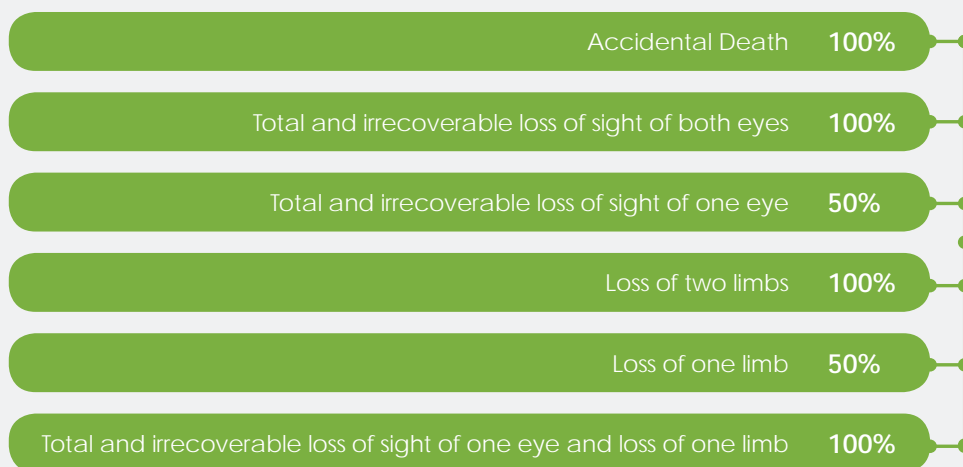 Accidental Death 100%
Total and irrecoverable loss of sight of both eyes 100%
Total and irrecoverable loss of sight of one eye 50%
Loss of two limbs 100%
Loss of one limb 50%
Total and irrecoverable loss of sight of one eye and loss of one limb 100%